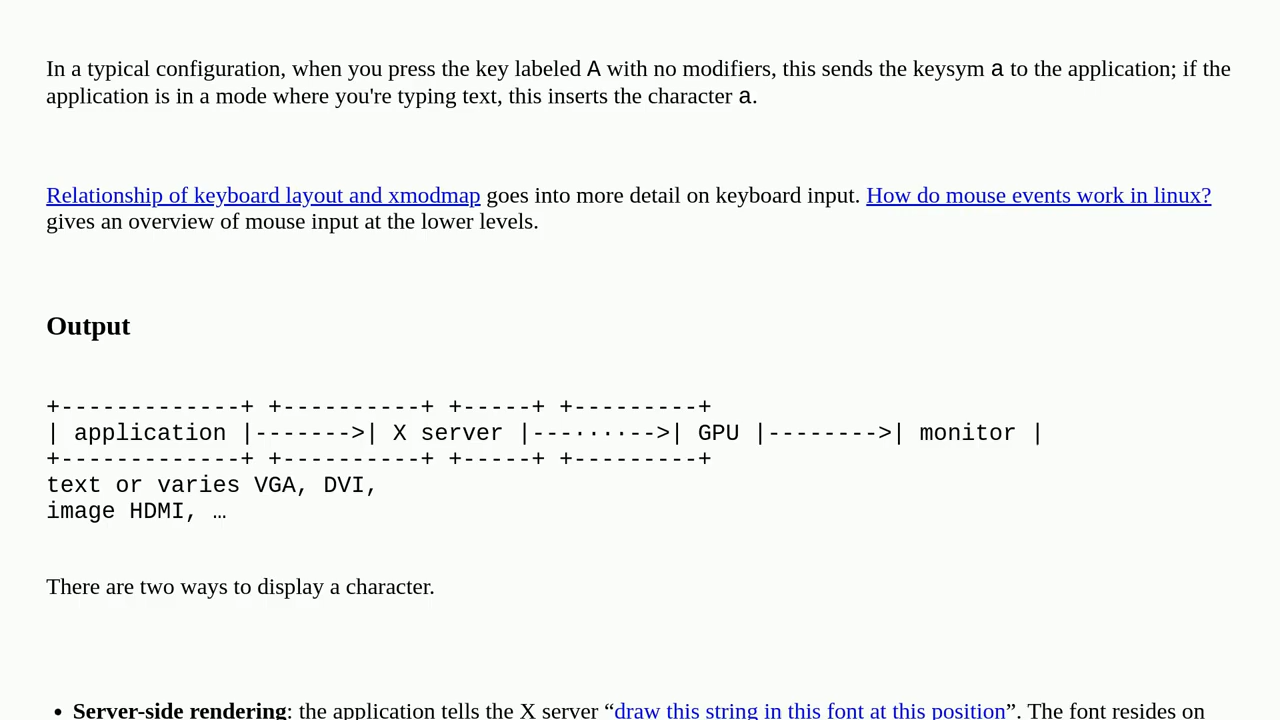 In a typical configuration, when you press the key labeled A with no modifiers, this sends the keysym a to the application; if the
application is in a mode where you're typing text, this inserts the character a.
Relationship of keyboard layout and xmodmap goes into more detail on keyboard input. How do mouse events work in linux?
gives an overview of mouse input at the lower levels.
Output
+-------------+ +----------+ +-----+ +---------+
| application |------->| X server |---····-->| GPU |-------->| monitor |
+-------------+ +----------+ +-----+ +---------+
text or varies VGA, DVI,
image HDMI, …
There are two ways to display a character.
• Server-side rendering: the application tells the X server “draw this string in this font at this position”. The font resides on